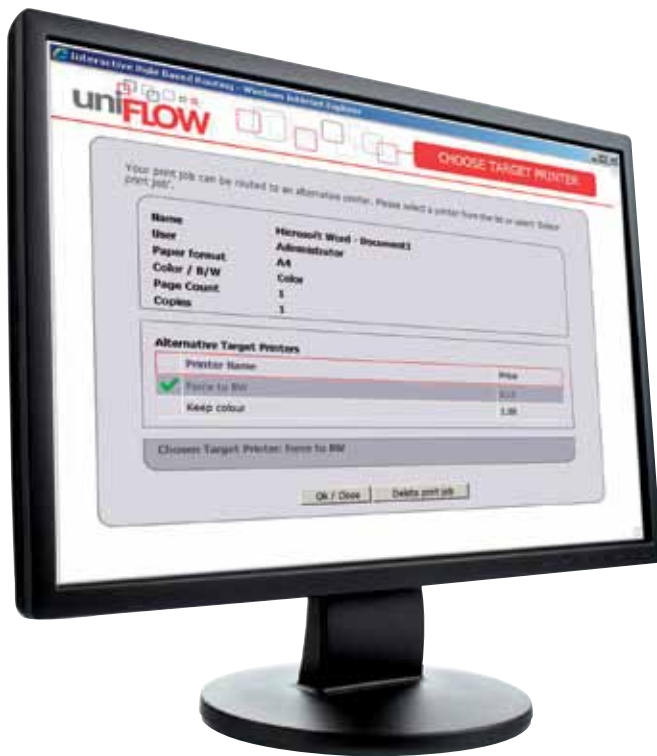 Interactive Rule Based Routing - Windows Internet Explorer
uniFLOW
CHOOSE TARGET PRINTER
Your print job can be routed to an alternate printer. Please select a printer from the list or select 'Delete
print job'.
Name Microsoft Word - Document1
User Administrator
Paper format A4
Color / B/W Color
Page Count 1
Copies 1
Alternative Target Printers
Printer Name Price
Force to BW
Keep colour 1.00
Chosen Target Printer: Force to BW
Ok / Close Delete print job